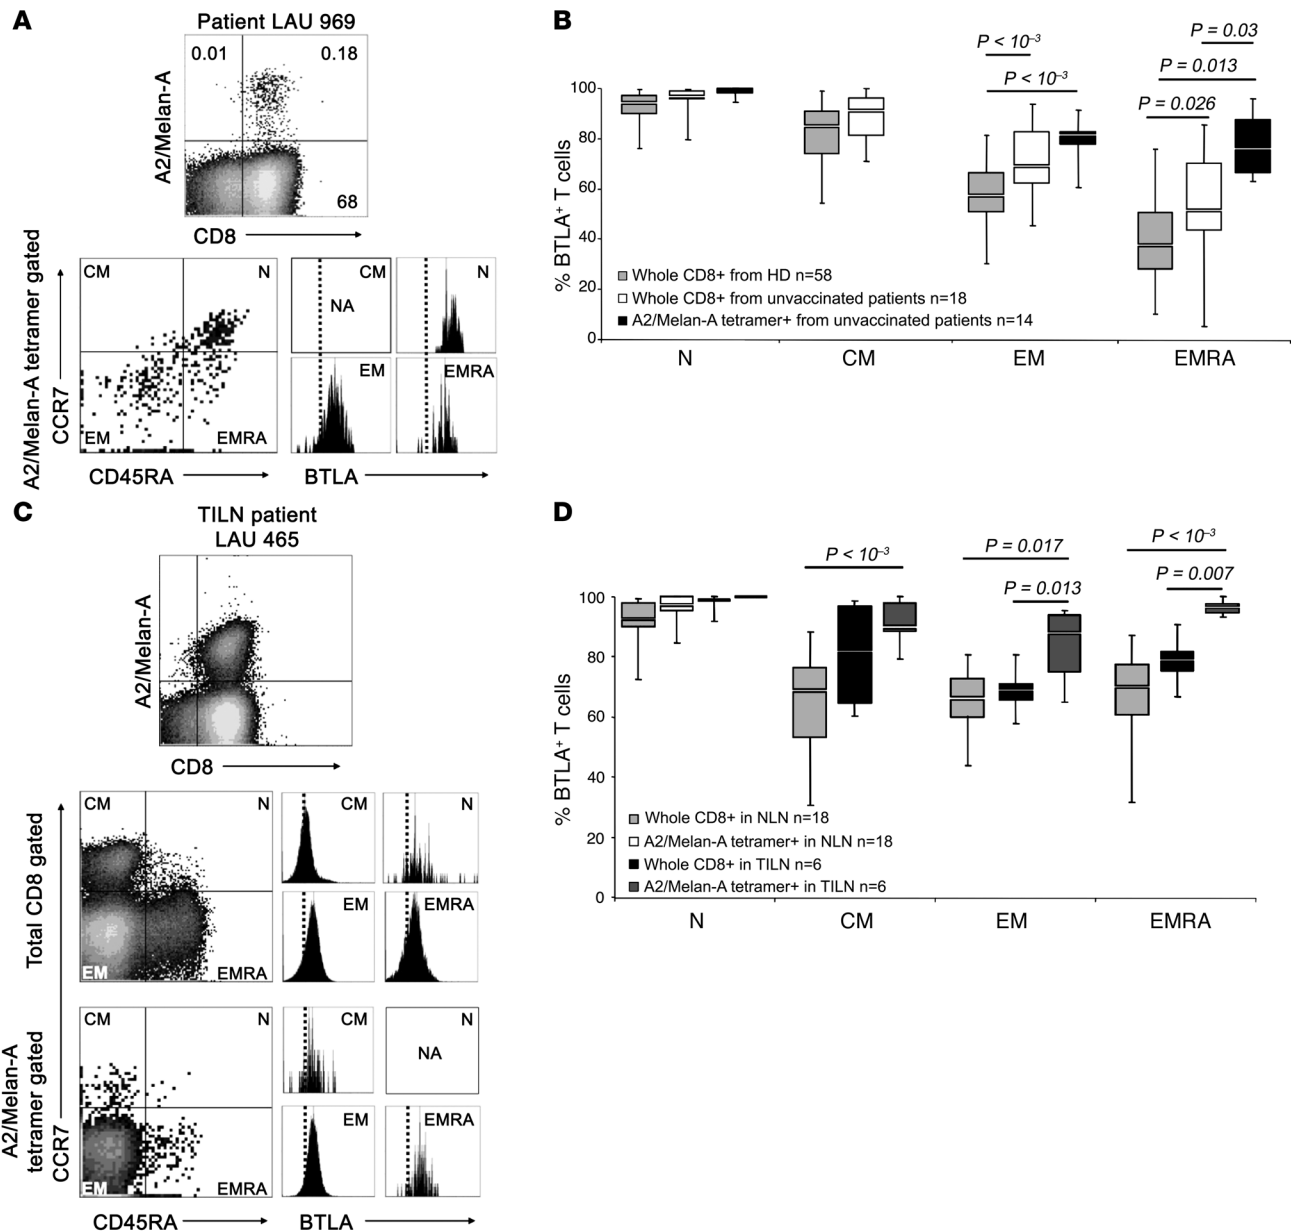 A
Patient LAU 969
0.01
0.18
68
A2/Melan-A
CD8
A2/Melan-A tetramer gated
CCR7
CM
N
EM
EMRA
CD45RA
CM
NA
N
EM
EMRA
BTLA
B
P < 10⁻³
P < 10⁻³
P = 0.03
P = 0.013
P = 0.026
% BTLA⁺ T cells
100
80
60
40
20
0
Whole CD8+ from HD n=58
Whole CD8+ from unvaccinated patients n=18
A2/Melan-A tetramer+ from unvaccinated patients n=14
N
CM
EM
EMRA
C
TILN patient
LAU 465
A2/Melan-A
CD8
Total CD8 gated
CM
N
EM
EMRA
CM
N
EM
EMRA
A2/Melan-A
tetramer gated
CCR7
CM
N
EM
EMRA
CM
N
NA
EM
EMRA
CD45RA
BTLA
D
P < 10⁻³
P = 0.017
P = 0.013
P < 10⁻³
P = 0.007
% BTLA⁺ T cells
100
80
60
40
20
0
Whole CD8+ in NLN n=18
A2/Melan-A tetramer+ in NLN n=18
Whole CD8+ in TILN n=6
A2/Melan-A tetramer+ in TILN n=6
N
CM
EM
EMRA